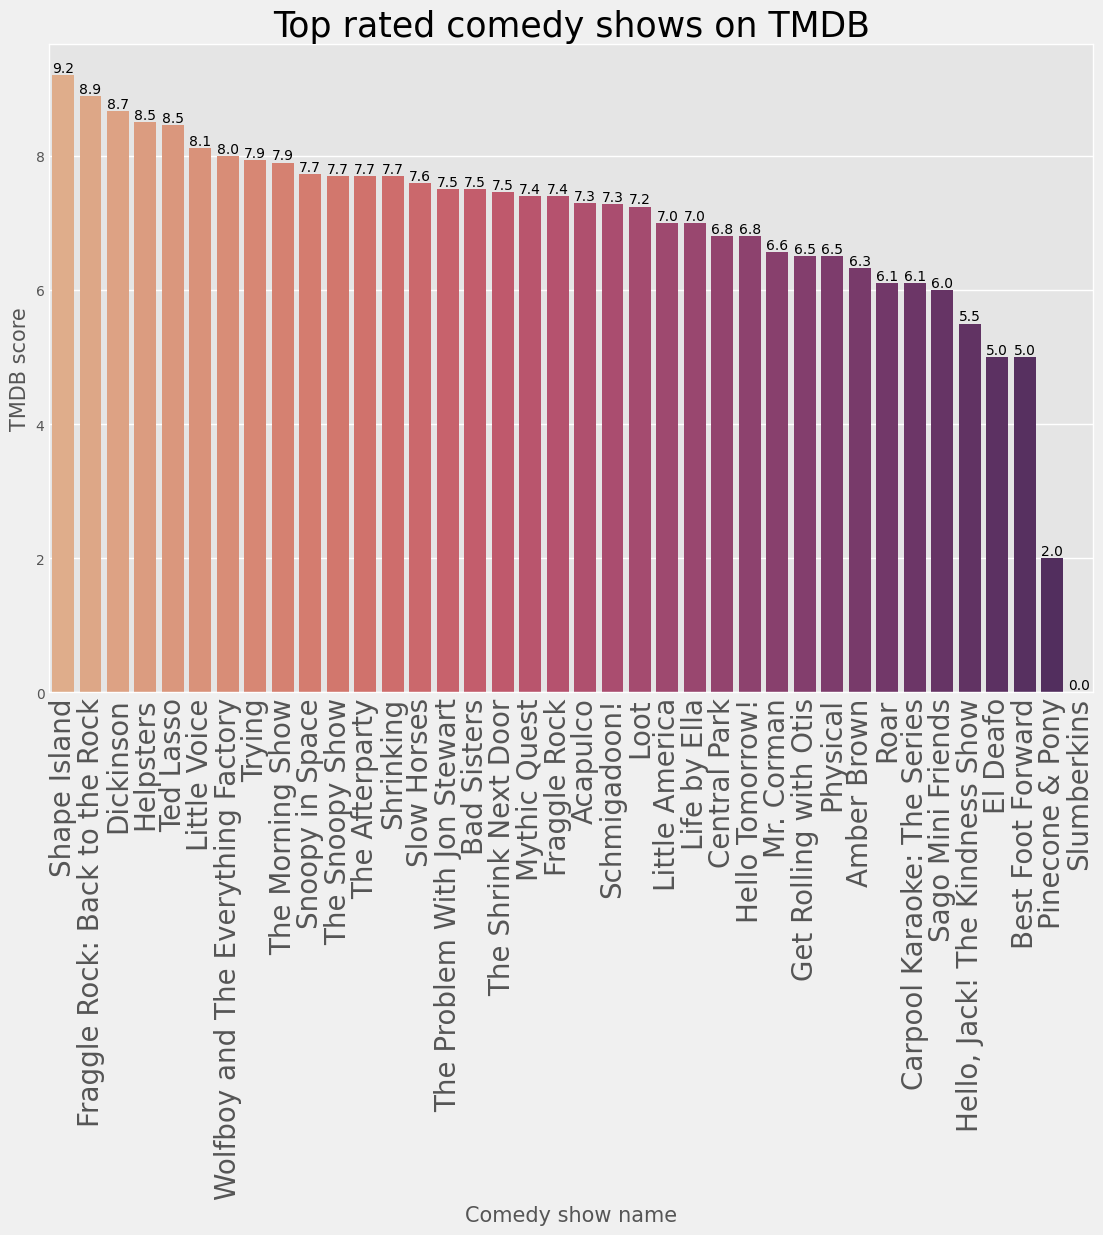 Top rated comedy shows on TMDB
TMDB score
8
6
4
2
0
9.2
8.9
8.7
8.5
8.5
8.1
8.0
7.9
7.9
7.7
7.7
7.7
7.7
7.6
7.5
7.5
7.5
7.4
7.4
7.3
7.3
7.2
7.0
7.0
6.8
6.8
6.6
6.5
6.5
6.3
6.1
6.1
6.0
5.5
5.0
5.0
2.0
0.0
Shape Island
Fraggle Rock: Back to the Rock
Dickinson
Helpsters
Ted Lasso
Little Voice
Wolfboy and The Everything Factory
Trying
The Morning Show
Snoopy in Space
The Snoopy Show
The Afterparty
Shrinking
Slow Horses
The Problem With Jon Stewart
Bad Sisters
The Shrink Next Door
Mythic Quest
Fraggle Rock
Acapulco
Schmigadoon!
Loot
Little America
Life by Ella
Central Park
Hello Tomorrow!
Mr. Corman
Get Rolling with Otis
Physical
Amber Brown
Roar
Carpool Karaoke: The Series
Sago Mini Friends
Hello, Jack! The Kindness Show
El Deafo
Best Foot Forward
Pinecone & Pony
Slumberkins
Comedy show name